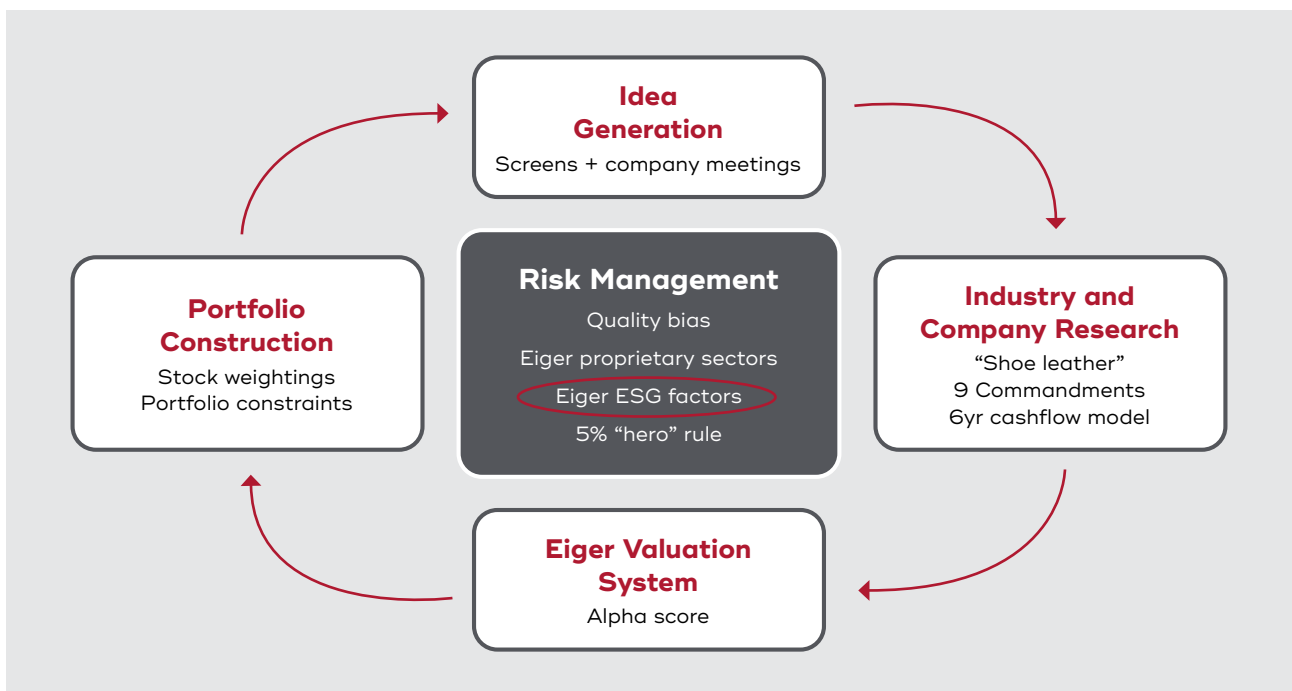 Idea
Generation
Screens + company meetings
Risk Management
Quality bias
Eiger proprietary sectors
Eiger ESG factors
5% “hero” rule
Portfolio
Construction
Stock weightings
Portfolio constraints
Industry and
Company Research
“Shoe leather”
9 Commandments
6yr cashflow model
Eiger Valuation
System
Alpha score